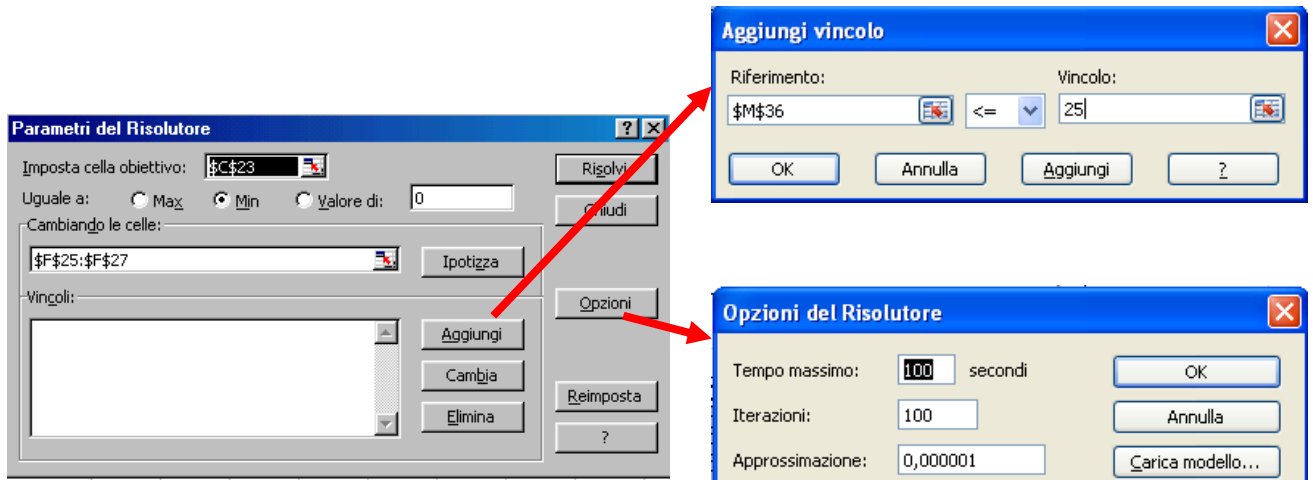 Parametri del Risolutore
Imposta cella obiettivo: $C$23
Uguale a: Max Min Valore di: 0
Cambiando le celle:
$F$25:$F$27
Ipotizza
Vincoli:
Aggiungi
Cambia
Elimina
Risolvi
Chiudi
Opzioni
Reimposta
?
Aggiungi vincolo
Riferimento: Vincolo:
$M$36 <= 25
OK Annulla Aggiungi ?
Opzioni del Risolutore
Tempo massimo: 100 secondi OK
Iterazioni: 100 Annulla
Approssimazione: 0,000001 Carica modello...